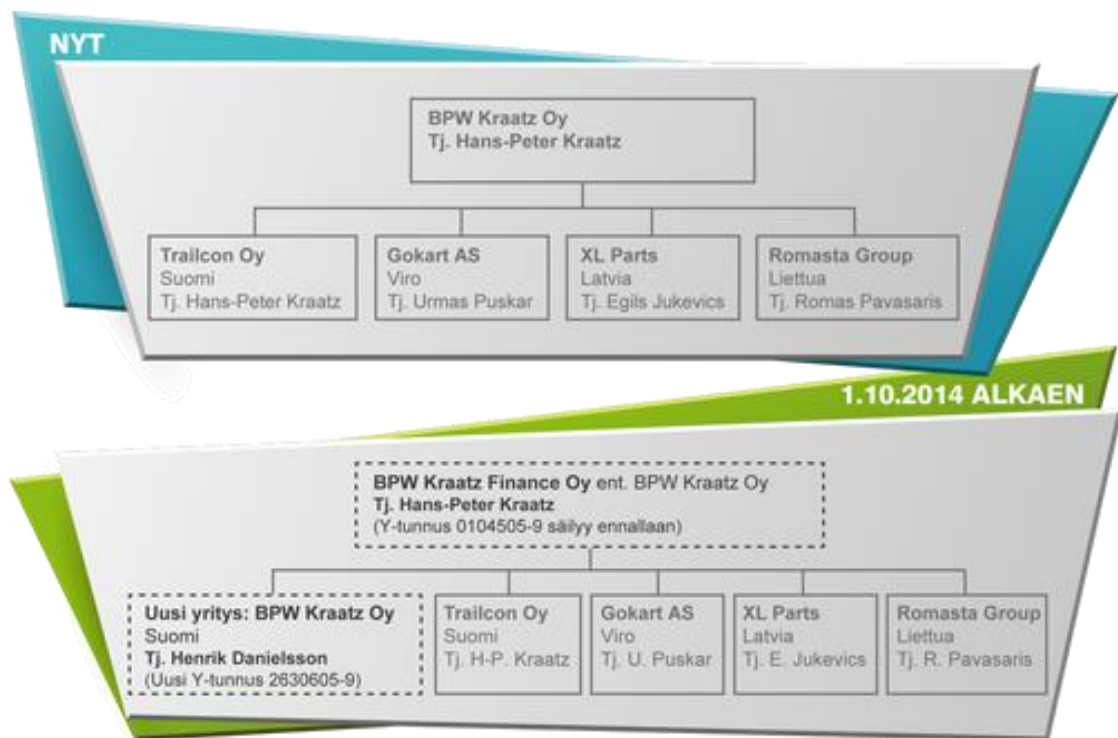 NYT
BPW Kraatz Oy
Tj. Hans-Peter Kraatz
Trailcon Oy
Suomi
Tj. Hans-Peter Kraatz
Gokart AS
Viro
Tj. Urmas Puskar
XL Parts
Latvia
Tj. Egils Jukevics
Romasta Group
Liettua
Tj. Romas Pavasaris
1.10.2014 ALKAEN
BPW Kraatz Finance Oy ent. BPW Kraatz Oy
Tj. Hans-Peter Kraatz
(Y-tunnus 0104505-9 säilyy ennallaan)
Uusi yritys: BPW Kraatz Oy
Suomi
Tj. Henrik Danielsson
(Uusi Y-tunnus 2630605-9)
Trailcon Oy
Suomi
Tj. H-P. Kraatz
Gokart AS
Viro
Tj. U. Puskar
XL Parts
Latvia
Tj. E. Jukevics
Romasta Group
Liettua
Tj. R. Pavasaris